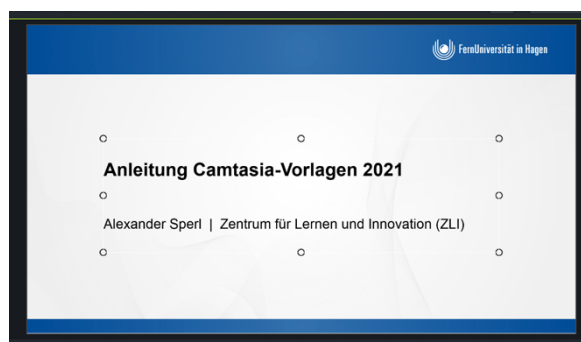 FernUniversität in Hagen
Anleitung Camtasia-Vorlagen 2021
Alexander Sperl | Zentrum für Lernen und Innovation (ZLI)